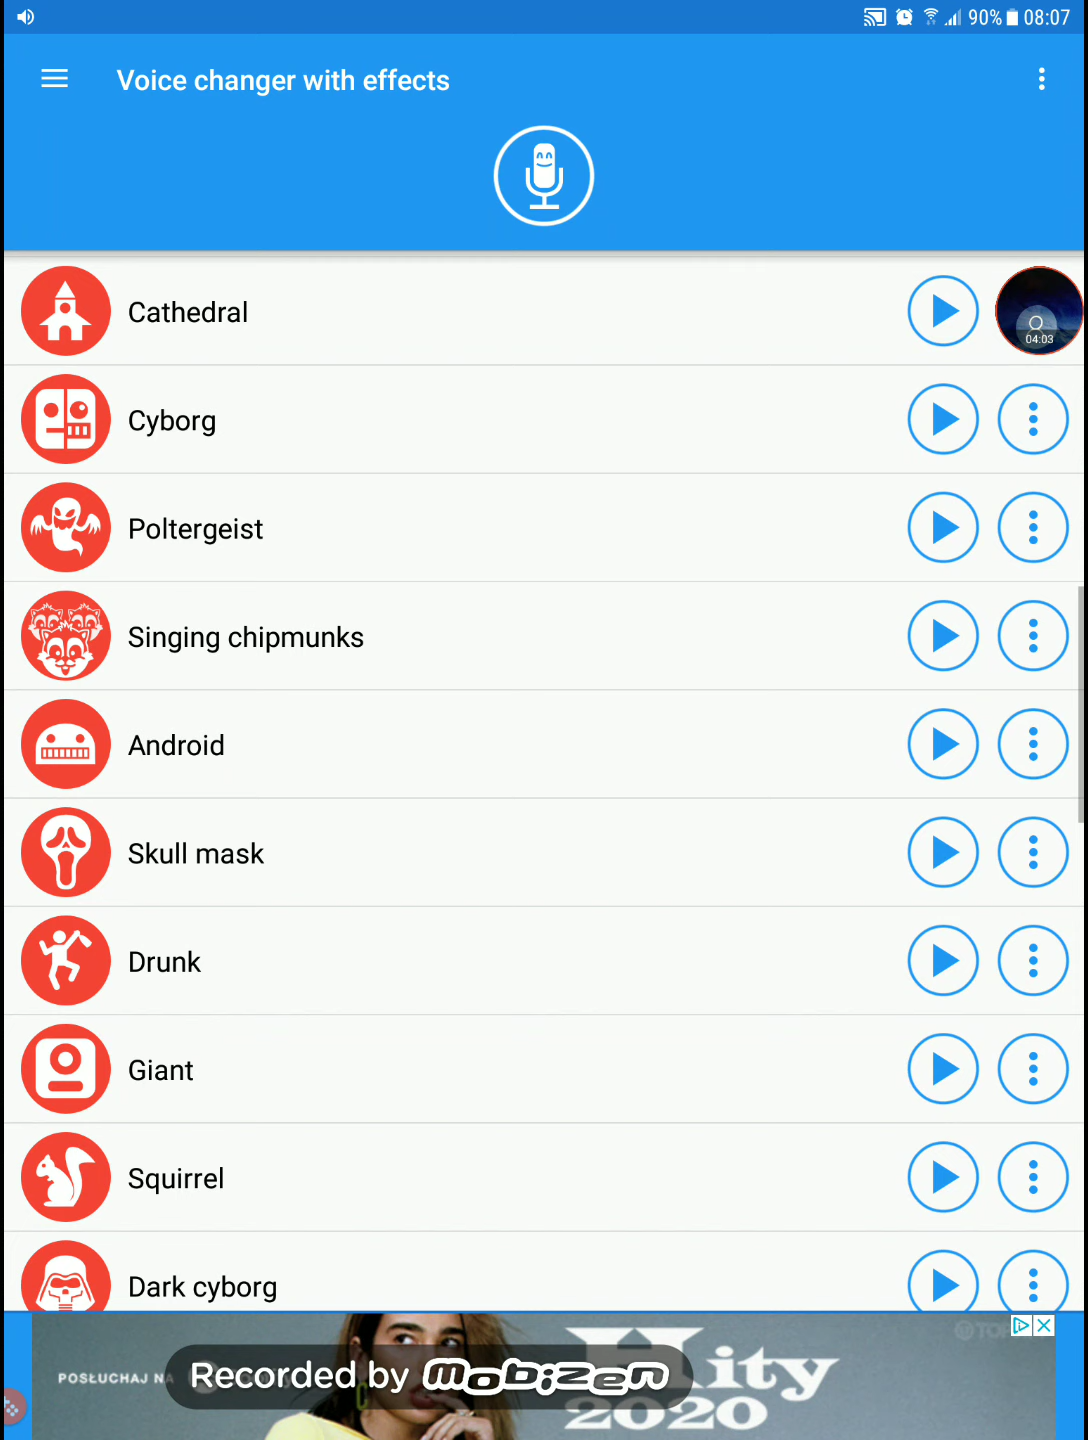 90% 08:07
Voice changer with effects
Cathedral
04:03
Cyborg
Poltergeist
Singing chipmunks
Android
Skull mask
Drunk
Giant
Squirrel
Dark cyborg
POSŁUCHAJ NA
Recorded by mobizen
Hity
2020